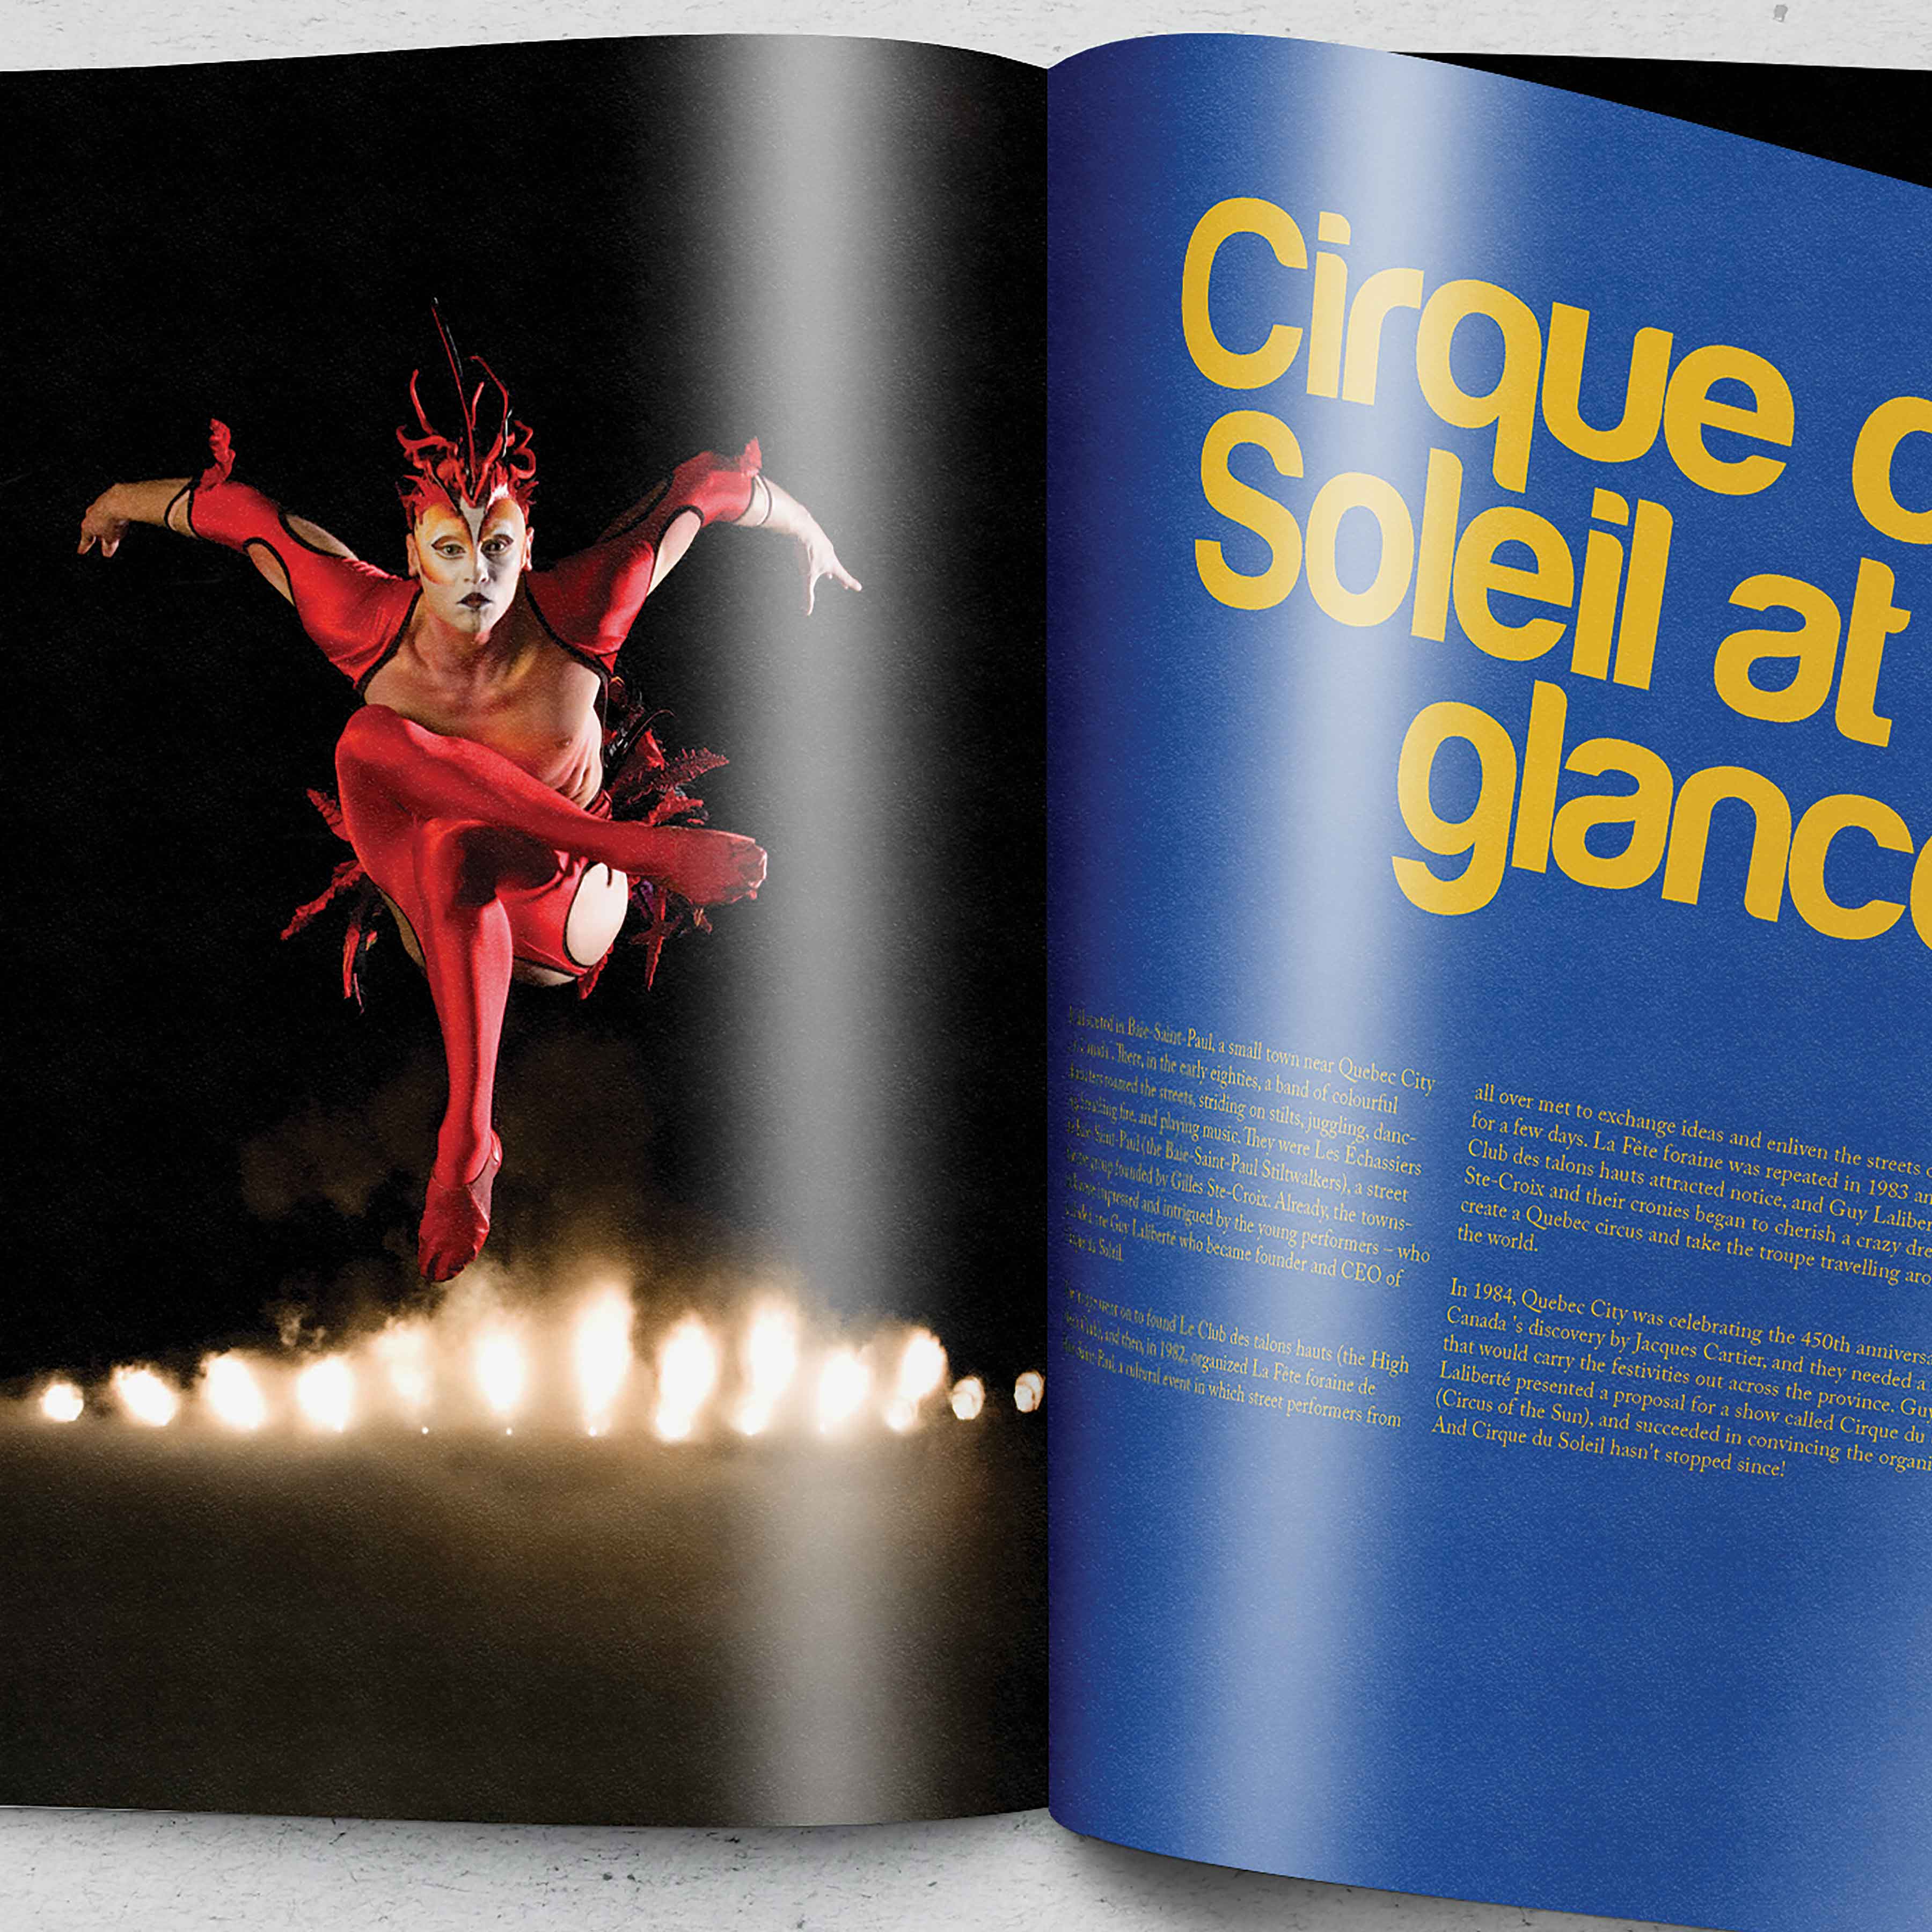 Cirque
Soleil at
glance
in Baie-Saint-Paul, a small town near Quebec City
There, in the early eighties, a band of colourful
roamed the streets, striding on stilts, juggling, danc-
fire, and playing music. They were Les Échassiers
Saint-Paul (the Baie-Saint-Paul Stiltwalkers), a street
group founded by Gilles Ste-Croix. Already, the towns-
impressed and intrigued by the young performers – who
Guy Laliberté who became founder and CEO of
Soleil.
went on to found Le Club des talons hauts (the High
and then, in 1982, organized La Fête foraine de
a cultural event in which street performers from
all over met to exchange ideas and enliven the streets
for a few days. La Fête foraine was repeated in 1983
Club des talons hauts attracted notice, and Guy
Ste-Croix and their cronies began to cherish a crazy
create a Quebec circus and take the troupe travelling
the world.
In 1984, Quebec City was celebrating the 450th
Canada 's discovery by Jacques Cartier, and they needed a
that would carry the festivities out across the province.
Laliberté presented a proposal for a show called Cirque du
(Circus of the Sun), and succeeded in convincing the
And Cirque du Soleil hasn't stopped since!